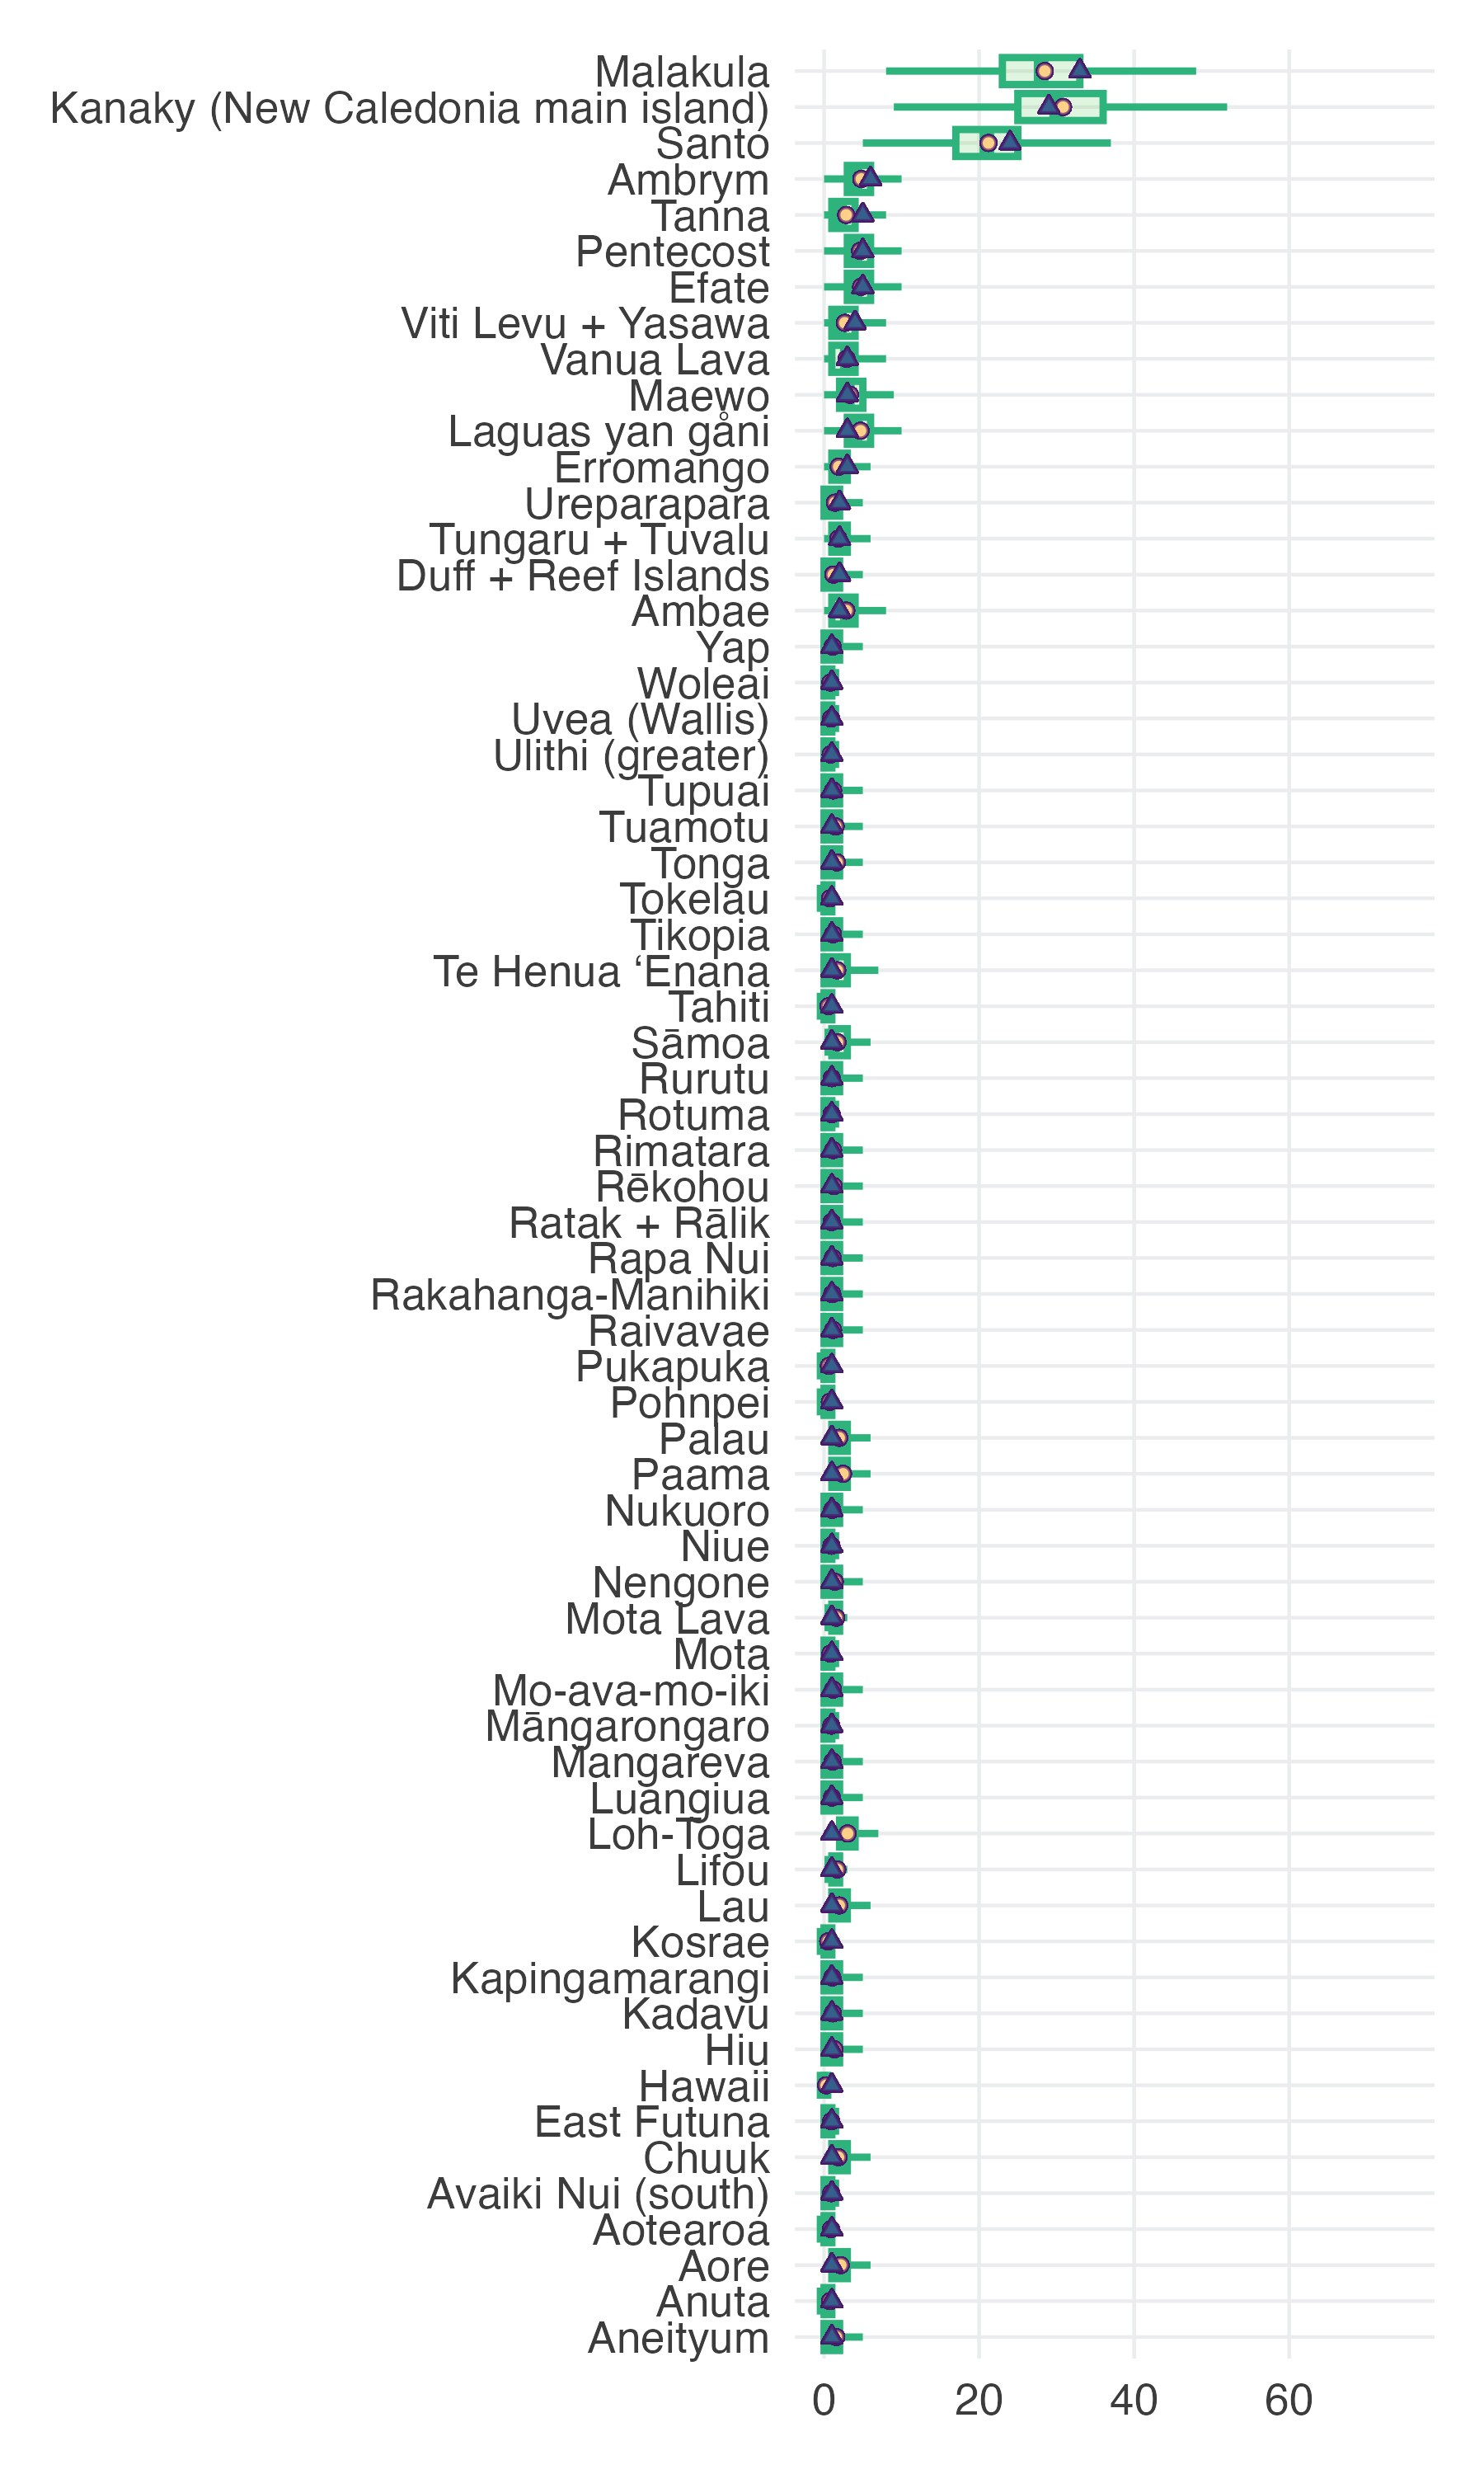 Malakula
Kanaky (New Caledonia main island)
Santo
Ambrym
Tanna
Pentecost
Efate
Viti Levu + Yasawa
Vanua Lava
Maewo
Laguas yan gåni
Erromango
Ureparapara
Tungaru + Tuvalu
Duff + Reef Islands
Ambae
Yap
Woleai
Uvea (Wallis)
Ulithi (greater)
Tupuai
Tuamotu
Tonga
Tokelau
Tikopia
Te Henua ‘Enana
Tahiti
Sāmoa
Rurutu
Rotuma
Rimatara
Rēkohou
Ratak + Rālik
Rapa Nui
Rakahanga-Manihiki
Raivavae
Pukapuka
Pohnpei
Palau
Paama
Nukuoro
Niue
Nengone
Mota Lava
Mota
Mo-ava-mo-iki
Māngarongaro
Mangareva
Luangiua
Loh-Toga
Lifou
Lau
Kosrae
Kapingamarangi
Kadavu
Hiu
Hawaii
East Futuna
Chuuk
Avaiki Nui (south)
Aotearoa
Aore
Anuta
Aneityum
0 20 40 60